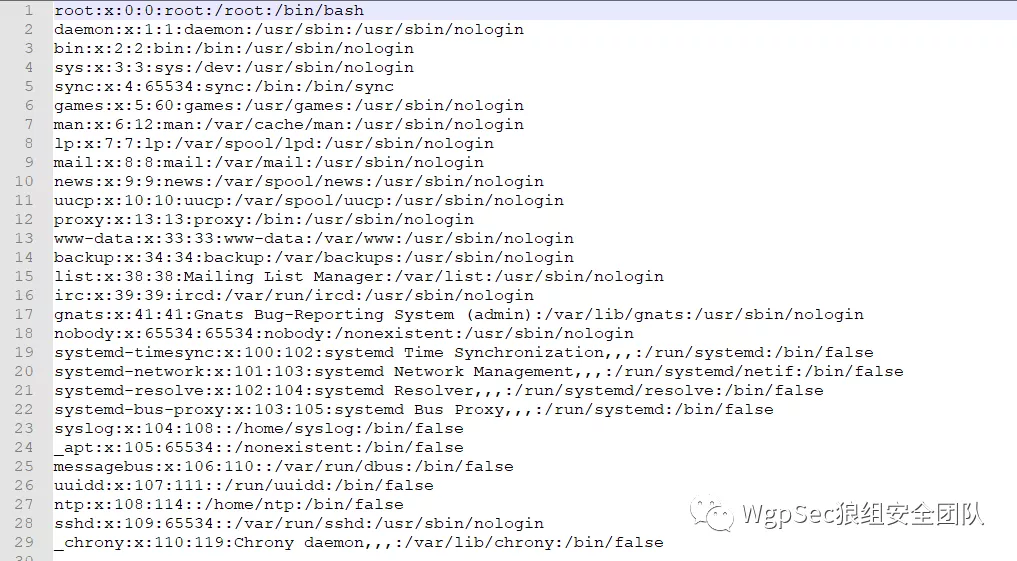 1 root:x:0:0:root:/root:/bin/bash
2 daemon:x:1:1:daemon:/usr/sbin:/usr/sbin/nologin
3 bin:x:2:2:bin:/bin:/usr/sbin/nologin
4 sys:x:3:3:sys:/dev:/usr/sbin/nologin
5 sync:x:4:65534:sync:/bin:/bin/sync
6 games:x:5:60:games:/usr/games:/usr/sbin/nologin
7 man:x:6:12:man:/var/cache/man:/usr/sbin/nologin
8 lp:x:7:7:lp:/var/spool/lpd:/usr/sbin/nologin
9 mail:x:8:8:mail:/var/mail:/usr/sbin/nologin
10 news:x:9:9:news:/var/spool/news:/usr/sbin/nologin
11 uucp:x:10:10:uucp:/var/spool/uucp:/usr/sbin/nologin
12 proxy:x:13:13:proxy:/bin:/usr/sbin/nologin
13 www-data:x:33:33:www-data:/var/www:/usr/sbin/nologin
14 backup:x:34:34:backup:/var/backups:/usr/sbin/nologin
15 list:x:38:38:Mailing List Manager:/var/list:/usr/sbin/nologin
16 irc:x:39:39:ircd:/var/run/ircd:/usr/sbin/nologin
17 gnats:x:41:41:Gnats Bug-Reporting System (admin):/var/lib/gnats:/usr/sbin/nologin
18 nobody:x:65534:65534:nobody:/nonexistent:/usr/sbin/nologin
19 systemd-timesync:x:100:102:systemd Time Synchronization,,,:/run/systemd:/bin/false
20 systemd-network:x:101:103:systemd Network Management,,,:/run/systemd/netif:/bin/false
21 systemd-resolve:x:102:104:systemd Resolver,,,:/run/systemd/resolve:/bin/false
22 systemd-bus-proxy:x:103:105:systemd Bus Proxy,,,:/run/systemd:/bin/false
23 syslog:x:104:108::/home/syslog:/bin/false
24 _apt:x:105:65534::/nonexistent:/bin/false
25 messagebus:x:106:110::/var/run/dbus:/bin/false
26 uuidd:x:107:111::/run/uuidd:/bin/false
27 ntp:x:108:114::/home/ntp:/bin/false
28 sshd:x:109:65534::/var/run/sshd:/usr/sbin/nologin
29 _chrony:x:110:119:Chrony daemon,,,:/var/lib/chrony:/bin/false
WgpSec狼组安全团队